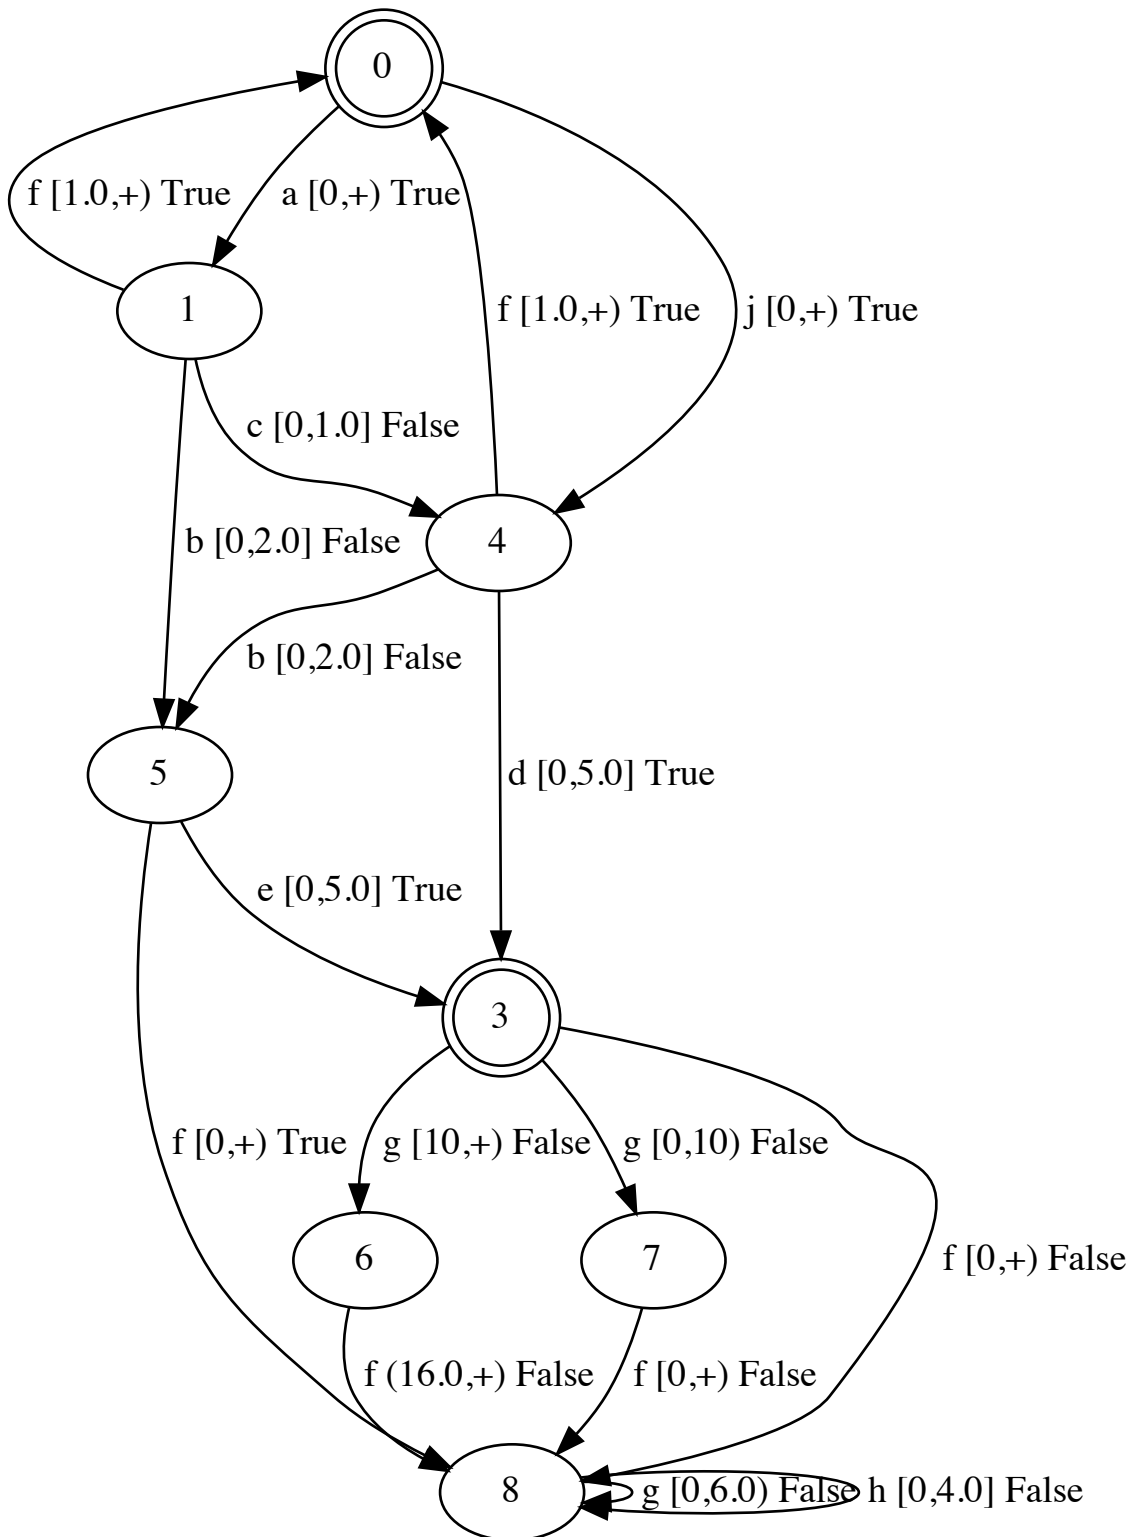 0
f [1.0,+) True
a [0,+) True
1
f [1.0,+) True
j [0,+) True
c [0,1.0] False
b [0,2.0] False
4
b [0,2.0] False
5
d [0,5.0] True
e [0,5.0] True
3
f [0,+) True
g [10,+) False
g [0,10) False
6
7
f [0,+) False
f (16.0,+) False
f [0,+) False
8
g [0,6.0) False
h [0,4.0] False